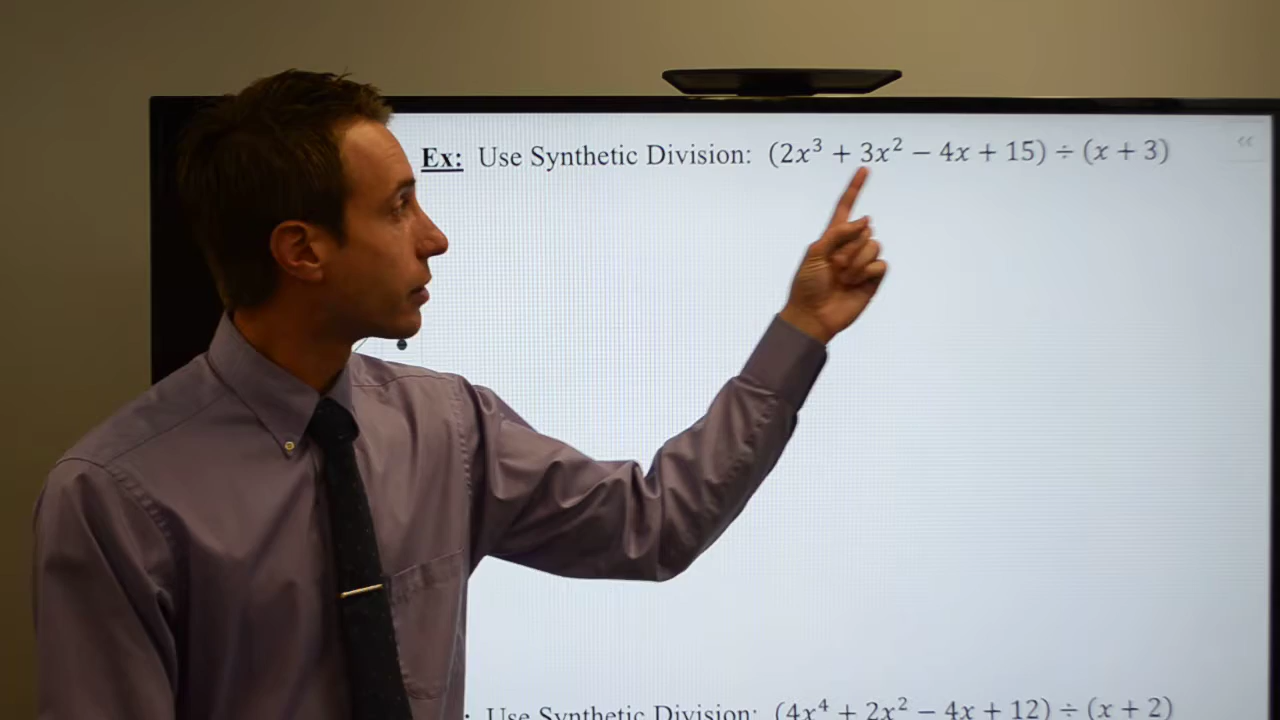 Ex: Use Synthetic Division: (2x³ + 3x² − 4x + 15) ÷ (x + 3)
: Use Synthetic Division: (4x⁴ + 2x² − 4x + 12) ÷ (x + 2)